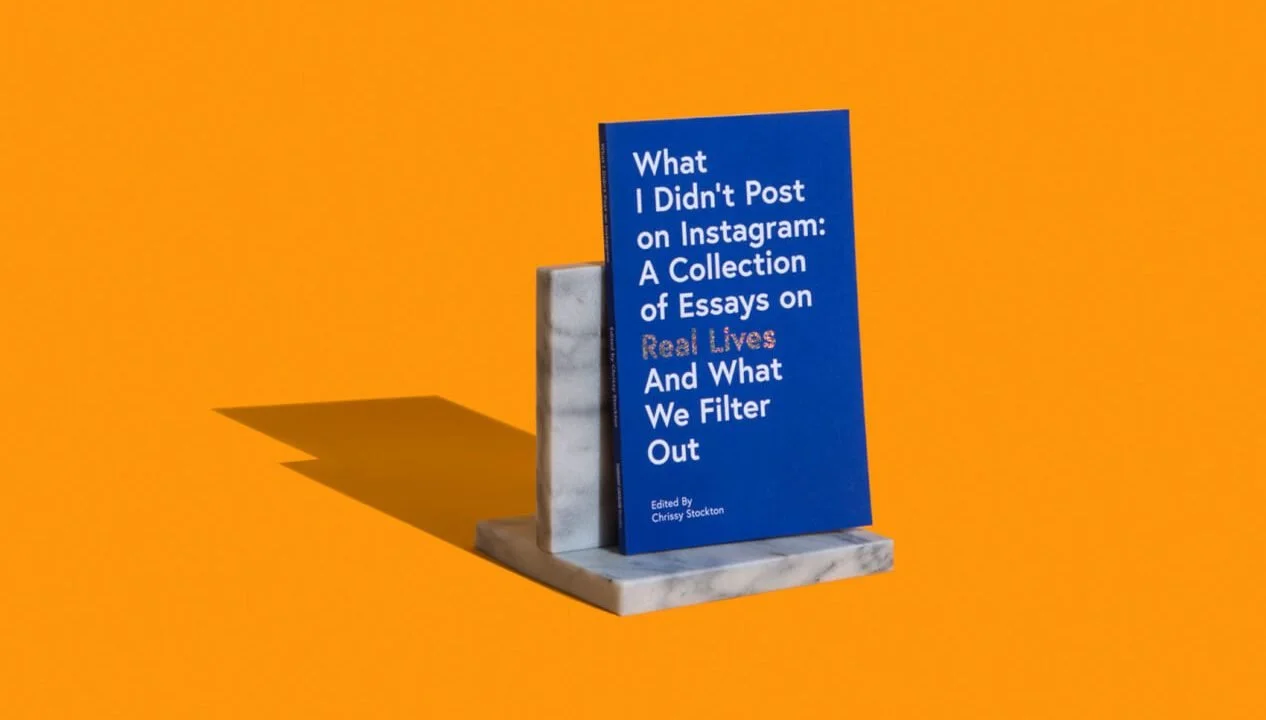 What
I Didn't Post
on Instagram:
A Collection
of Essays on
Real Lives
And What
We Filter
Out
Edited By
Chrissy Stockton